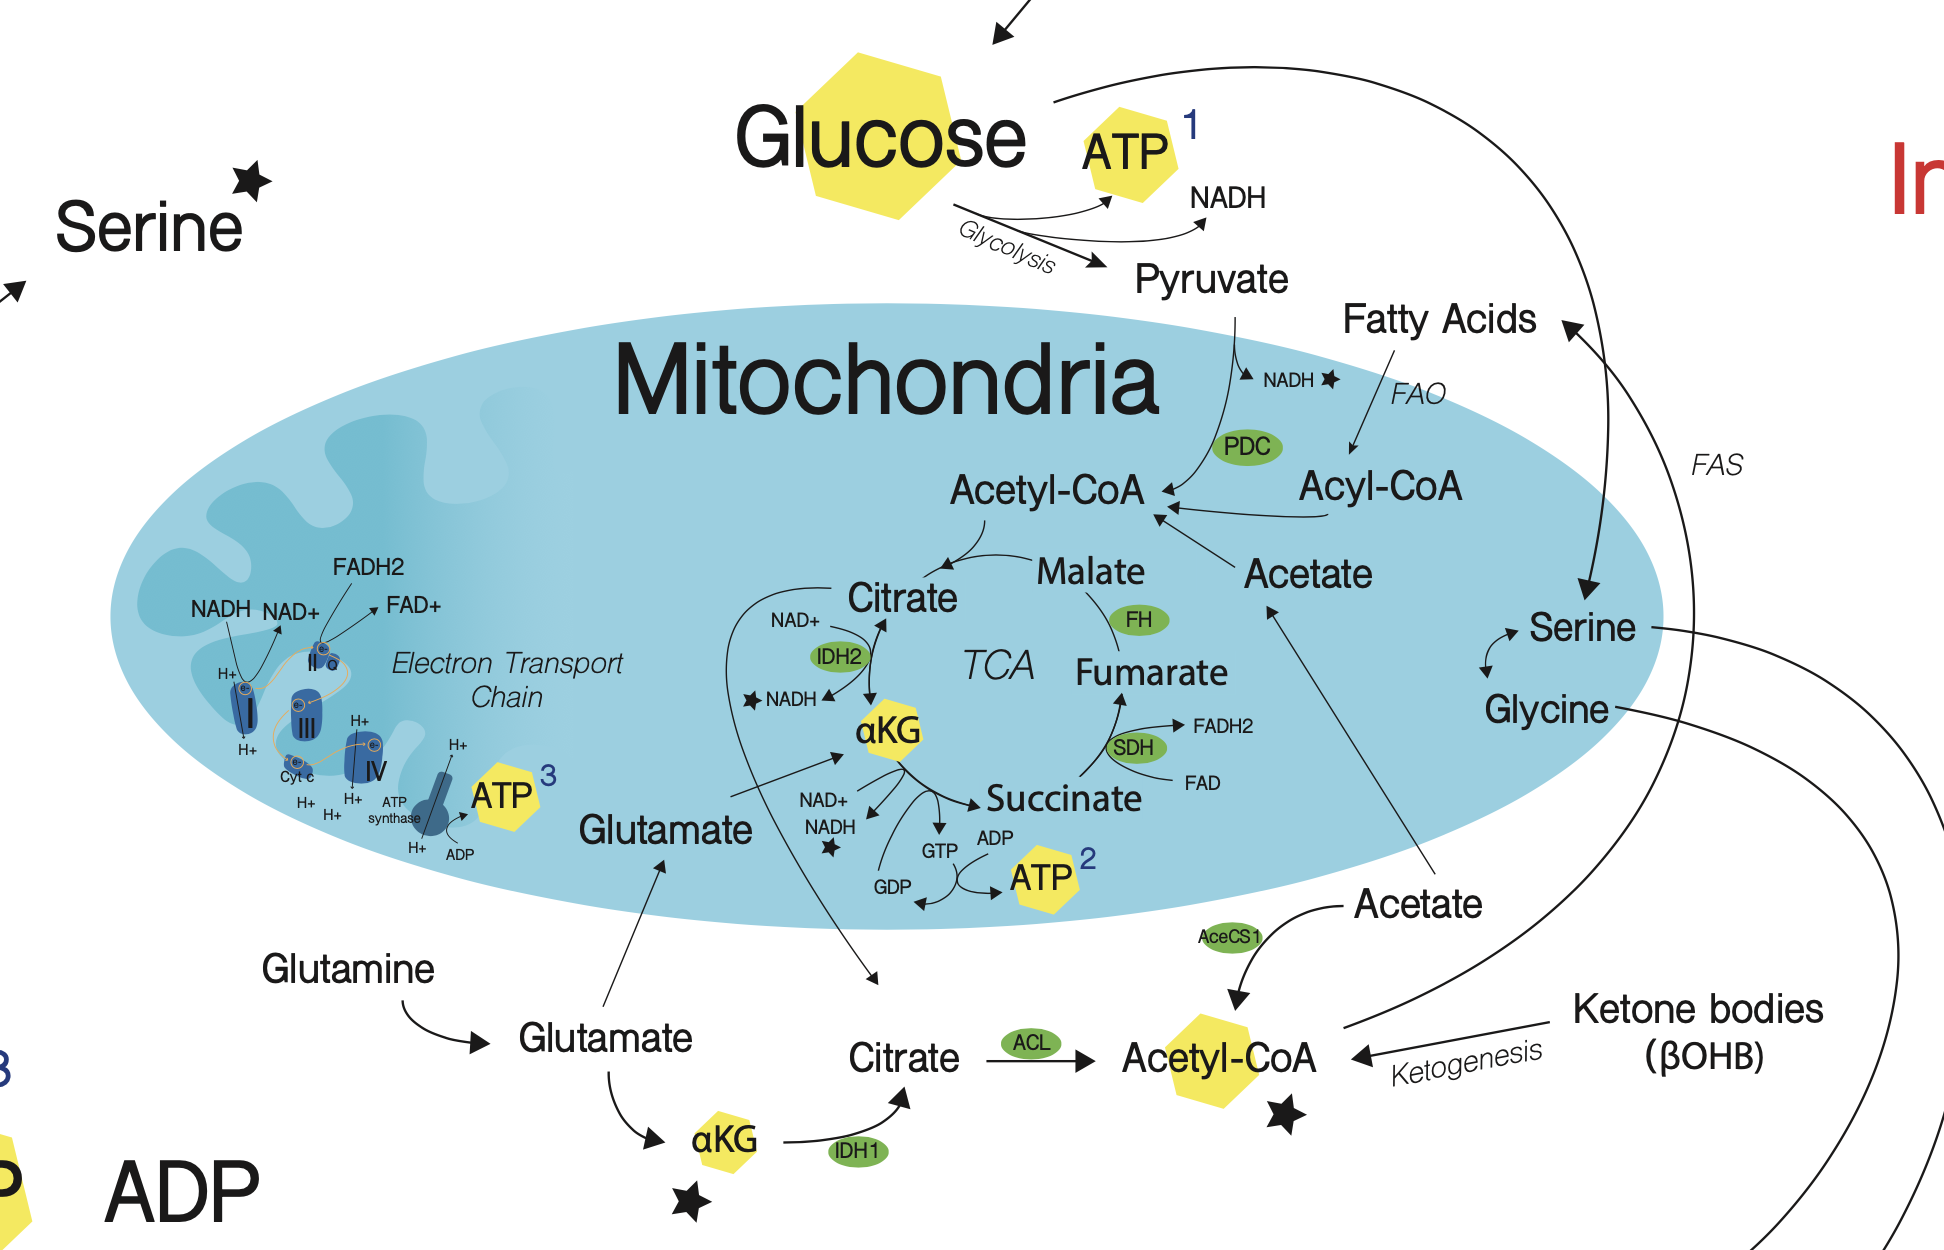 Glucose
ATP 1
NADH
Glycolysis
Pyruvate
Serine
Fatty Acids
Mitochondria
NADH
FAO
PDC
FAS
Acetyl-CoA
Acyl-CoA
Malate
Acetate
Citrate
NAD+
FH
IDH2
TCA
Fumarate
NADH
αKG
FADH2
SDH
FAD
Succinate
NAD+
NADH
GTP
ADP
GDP
ATP 2
Serine
Glycine
FADH2
NADH
NAD+
FAD+
Electron Transport
Chain
H+
e-
I
H+
e-
II
Q
e-
III
e-
Cyt c
H+
e-
IV
H+
H+
H+
H+
ATP
synthase
H+
ADP
ATP 3
Glutamate
Acetate
AceCS1
Glutamine
Glutamate
Citrate
ACL
Acetyl-CoA
Ketogenesis
Ketone bodies
(βOHB)
αKG
IDH1
3
P
ADP
In